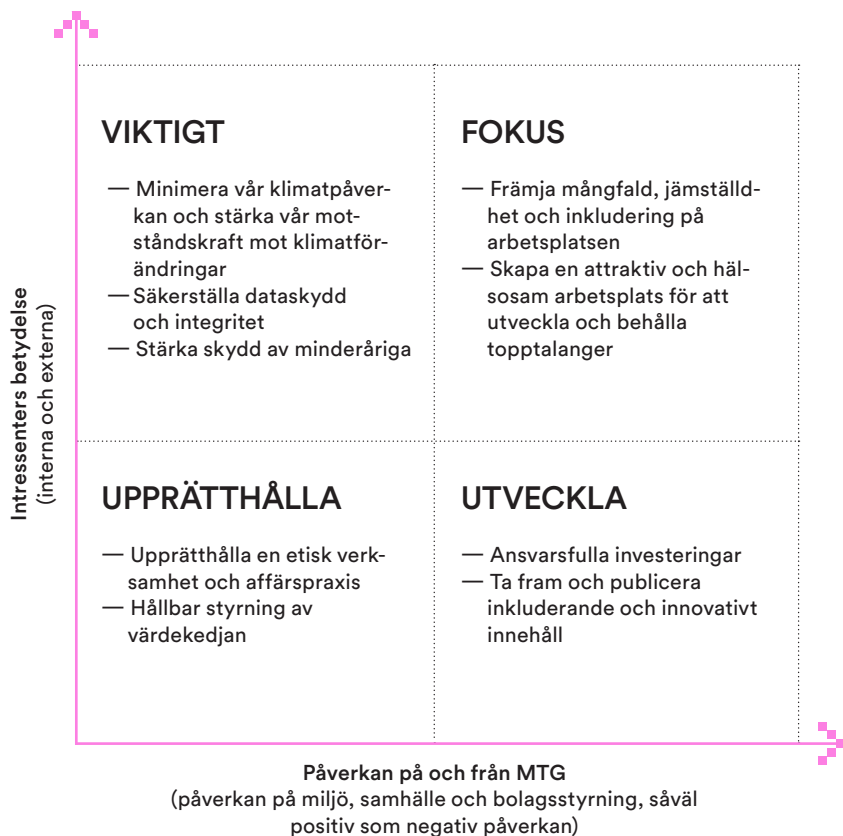 VIKTIGT
— Minimera vår klimatpåver-
kan och stärka vår mot-
ståndskraft mot klimatför-
ändringar
— Säkerställa dataskydd
och integritet
— Stärka skydd av minderåriga
FOKUS
— Främja mångfald, jämställd-
het och inkludering på
arbetsplatsen
— Skapa en attraktiv och häl-
sosam arbetsplats för att
utveckla och behålla
topptalanger
Intressenters betydelse
(interna och externa)
UPPRÄTTHÅLLA
— Upprätthålla en etisk verk-
samhet och affärspraxis
— Hållbar styrning av
värdekedjan
UTVECKLA
— Ansvarsfulla investeringar
— Ta fram och publicera
inkluderande och innovativt
innehåll
Påverkan på och från MTG
(påverkan på miljö, samhälle och bolagsstyrning, såväl
positiv som negativ påverkan)